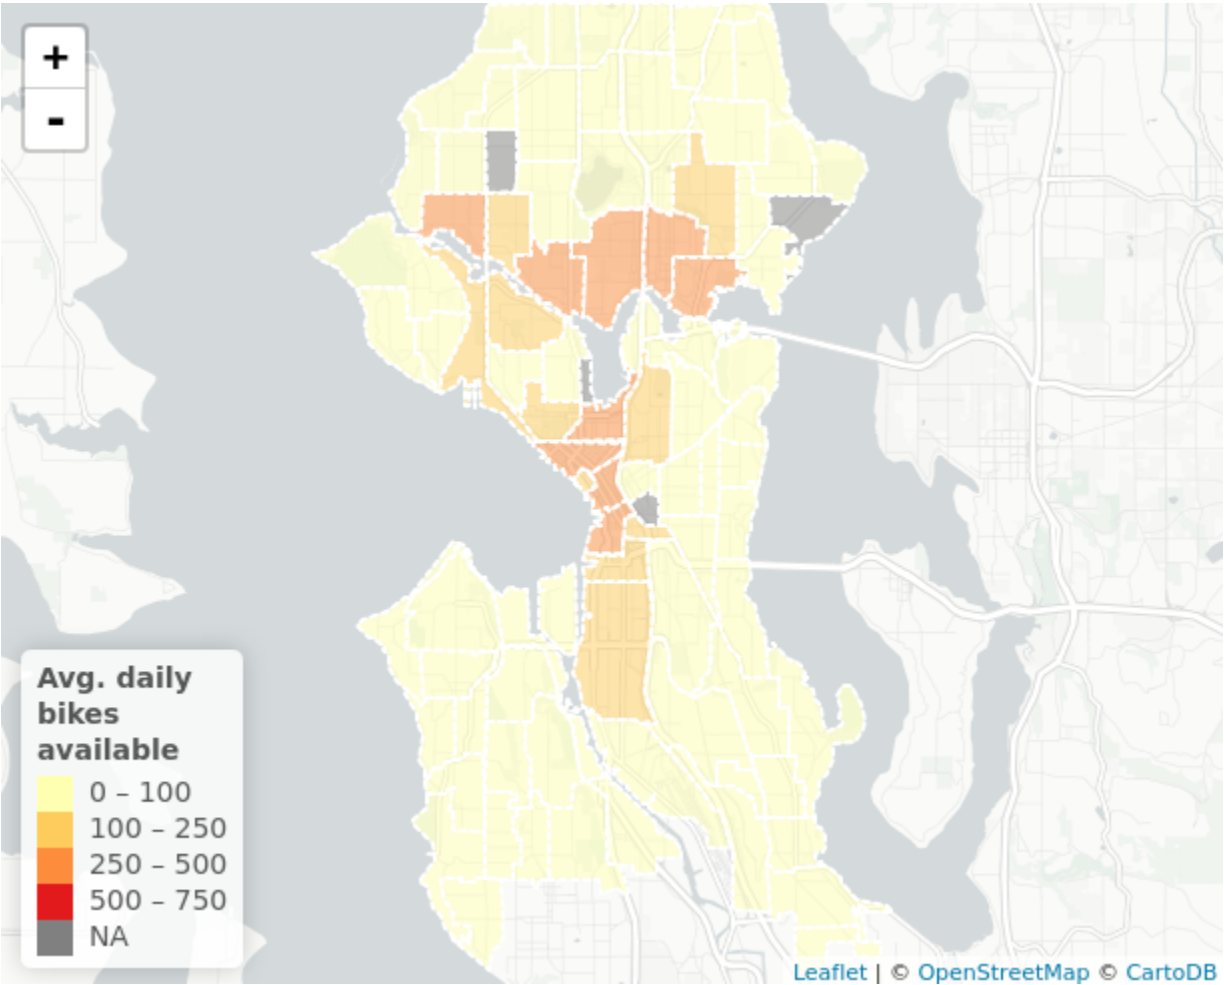 +
-
Avg. daily
bikes
available
0 – 100
100 – 250
250 – 500
500 – 750
NA
Leaflet | © OpenStreetMap © CartoDB